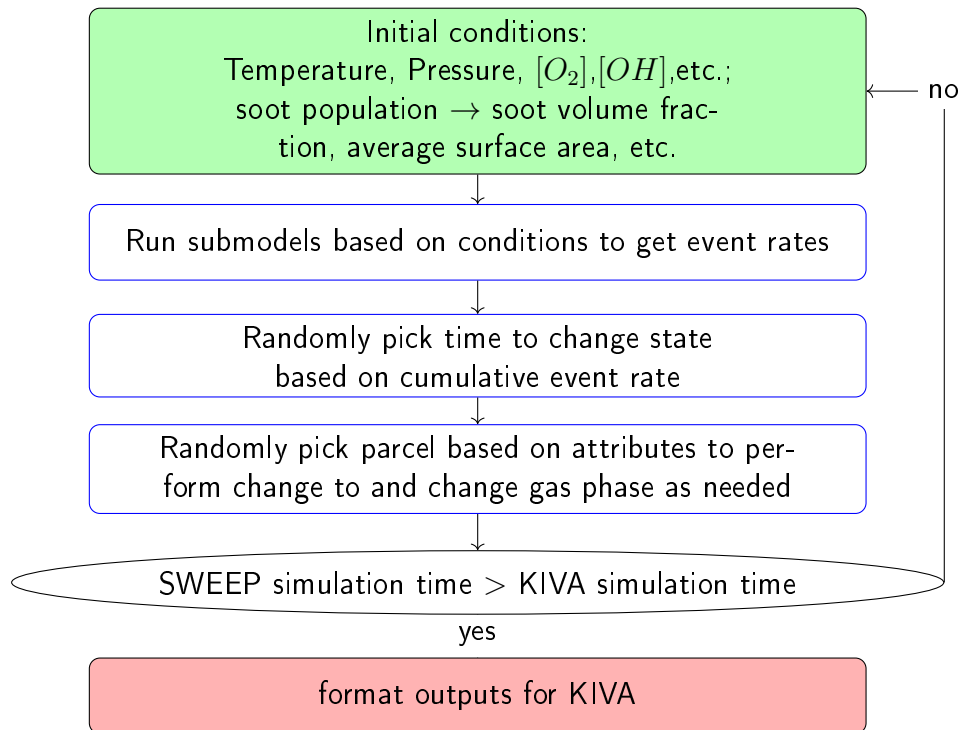 Initial conditions:
Temperature, Pressure, [O₂],[OH],etc.;
soot population → soot volume frac-
tion, average surface area, etc.
no
Run submodels based on conditions to get event rates
Randomly pick time to change state
based on cumulative event rate
Randomly pick parcel based on attributes to per-
form change to and change gas phase as needed
SWEEP simulation time > KIVA simulation time
yes
format outputs for KIVA